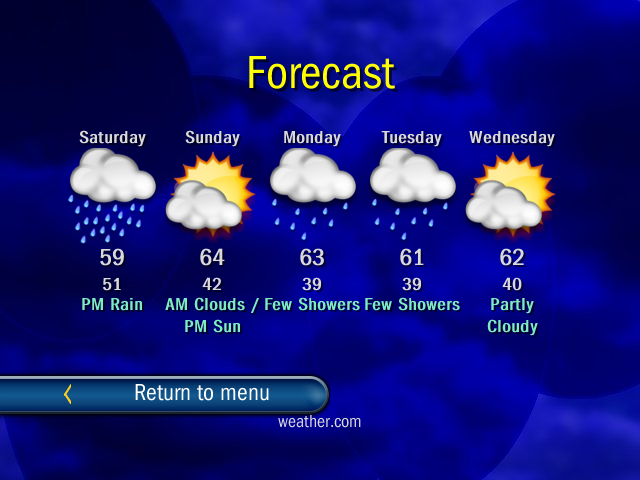 Forecast
Saturday Sunday Monday Tuesday Wednesday
59 64 63 61 62
51 42 39 39 40
PM Rain AM Clouds / Few Showers Few Showers Partly
PM Sun Cloudy
Return to menu
weather.com